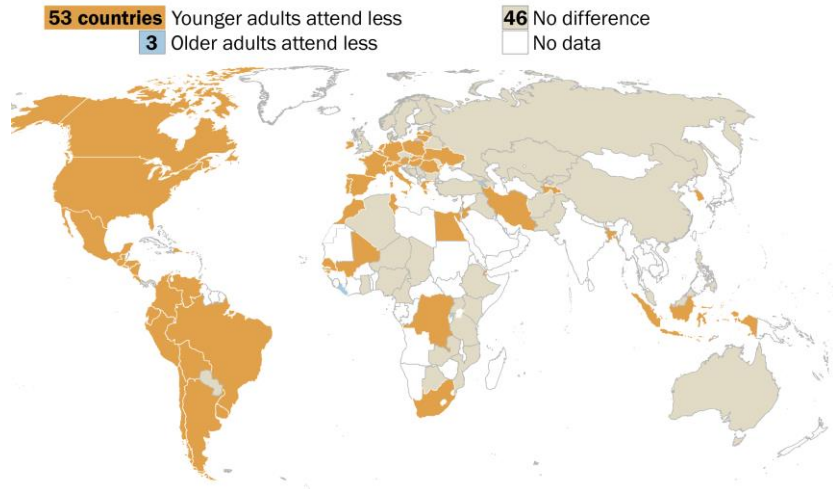 53 countries Younger adults attend less
3 Older adults attend less
46 No difference
No data